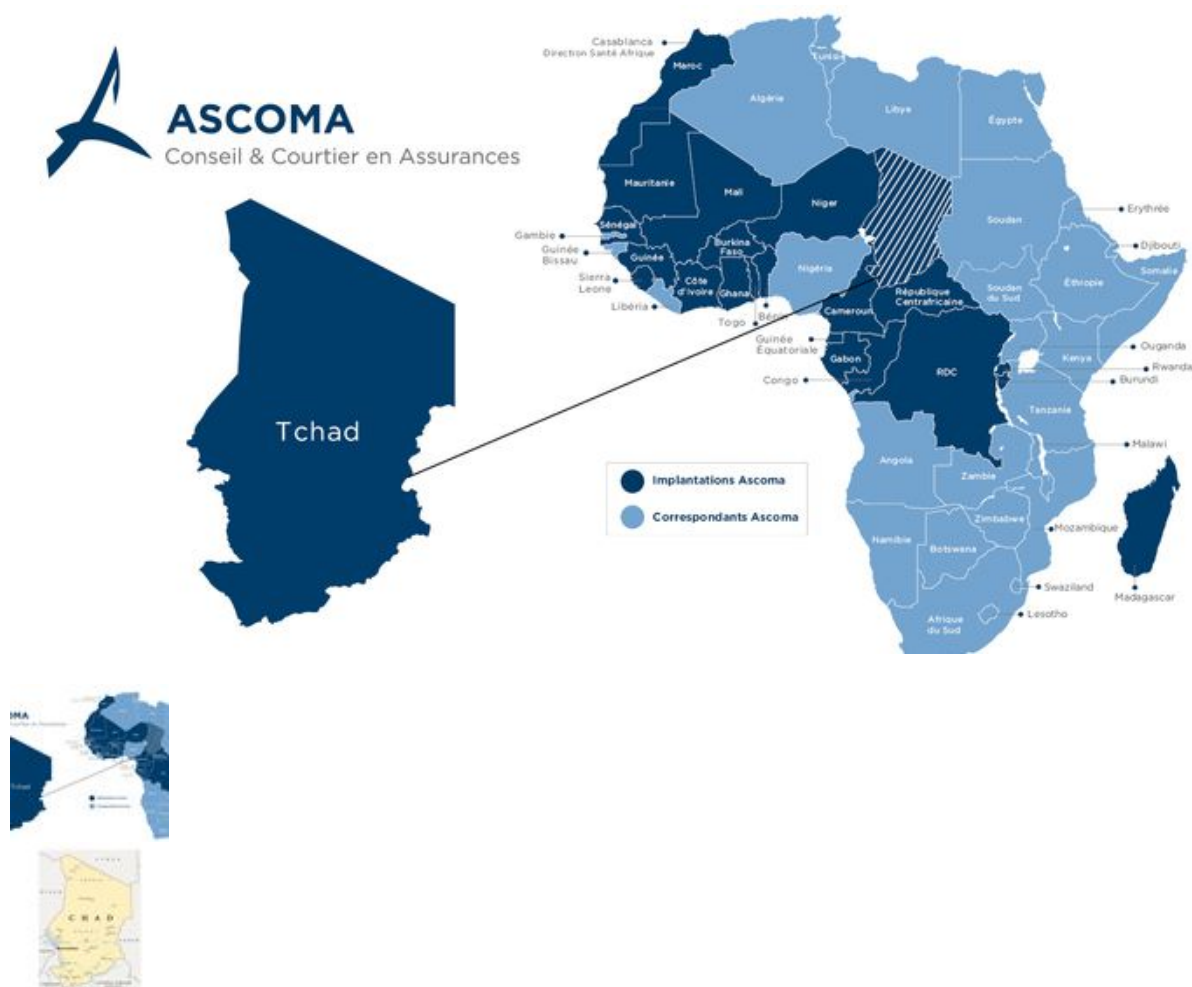 ASCOMA
Conseil & Courtier en Assurances
Tchad
Casablanca
Direction Santé Afrique
Maroc
Algérie
Tunisie
Libye
Égypte
Mauritanie
Mali
Niger
Soudan
Erythrée
Sénégal
Gambie
Guinée
Bissau
Guinée
Burkina
Faso
Nigéria
Djibouti
Somalie
Éthiopie
Sierra
Leone
Côte
d'Ivoire
Ghana
Libéria
Togo
Bénin
Cameroun
République
Centrafricaine
Soudan
du Sud
Guinée
Équatoriale
Gabon
Congo
RDC
Ouganda
Kenya
Rwanda
Burundi
Tanzanie
Malawi
Angola
Zambie
Implantations Ascoma
Correspondants Ascoma
Zimbabwe
Mozambique
Namibie
Botswana
Swaziland
Madagascar
Lesotho
Afrique
du Sud
OMA
Tchad
CHAD